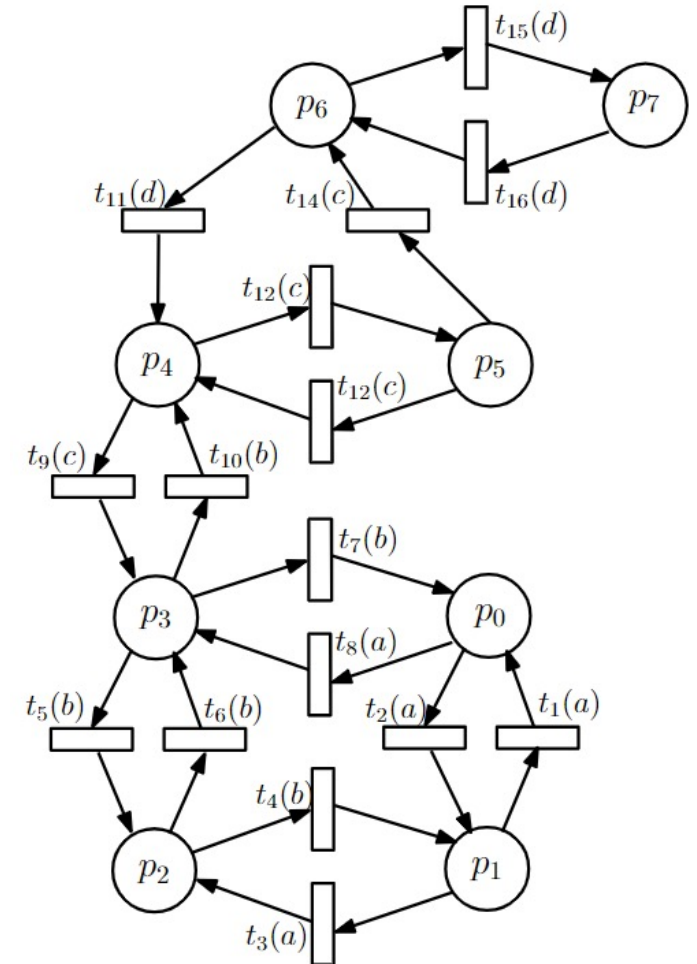 t15(d)
p6
p7
t11(d)
t14(c)
t16(d)
t12(c)
p4
p5
t12(c)
t9(c)
t10(b)
t7(b)
p3
p0
t8(a)
t5(b)
t6(b)
t2(a)
t1(a)
t4(b)
p2
p1
t3(a)